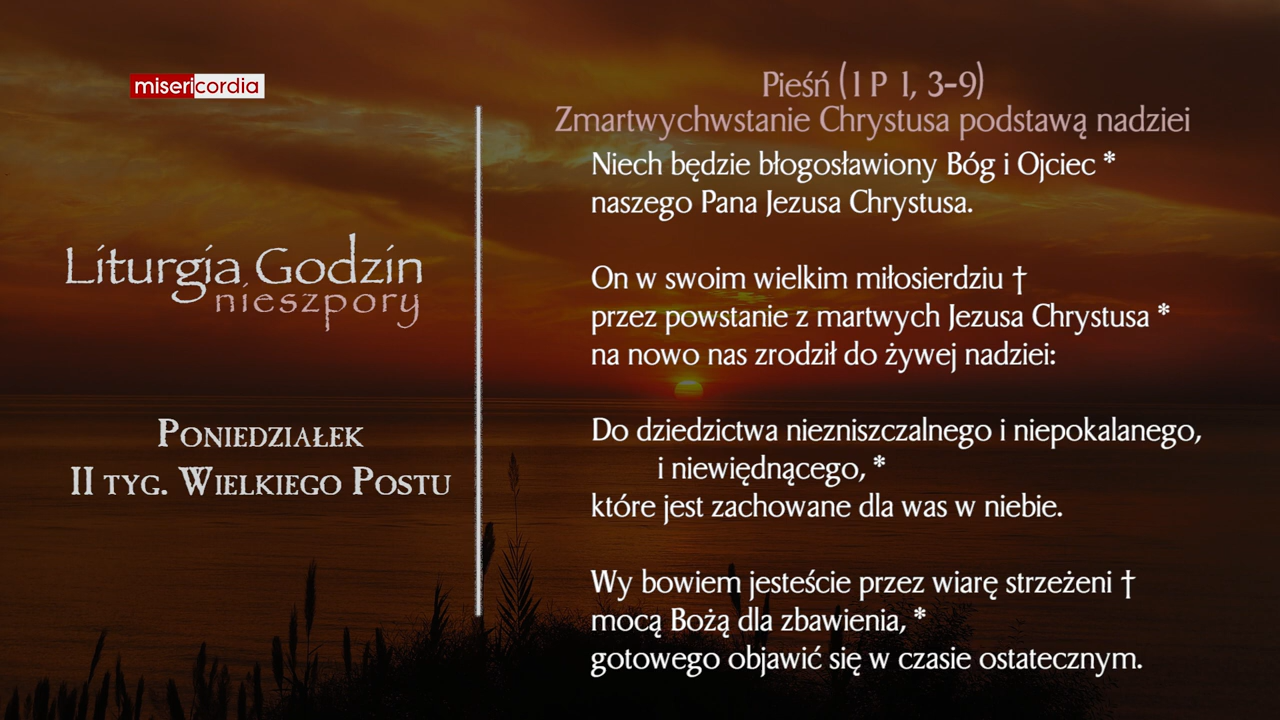 misericordia
Liturgia Godzin
nieszpory
Poniedziałek
II tyg. Wielkiego Postu
Pieśń (1 P 1, 3-9)
Zmartwychwstanie Chrystusa podstawą nadziei
Niech będzie błogosławiony Bóg i Ojciec *
naszego Pana Jezusa Chrystusa.
On w swoim wielkim miłosierdziu †
przez powstanie z martwych Jezusa Chrystusa *
na nowo nas zrodził do żywej nadziei:
Do dziedzictwa niezniszczalnego i niepokalanego,
i niewiędnącego, *
które jest zachowane dla was w niebie.
Wy bowiem jesteście przez wiarę strzeżeni †
mocą Bożą dla zbawienia, *
gotowego objawić się w czasie ostatecznym.